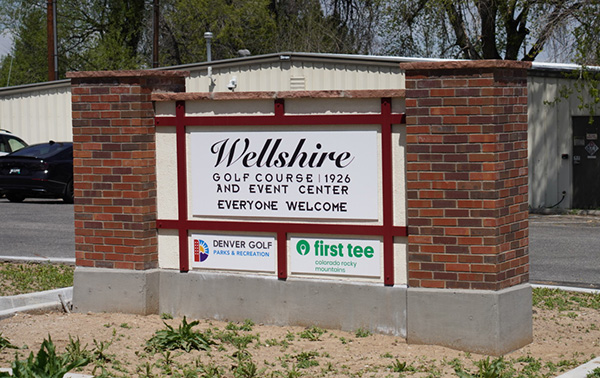 Wellshire
GOLF COURSE | 1926
AND EVENT CENTER
EVERYONE WELCOME
DENVER GOLF
PARKS & RECREATION
first tee
colorado rocky
mountains